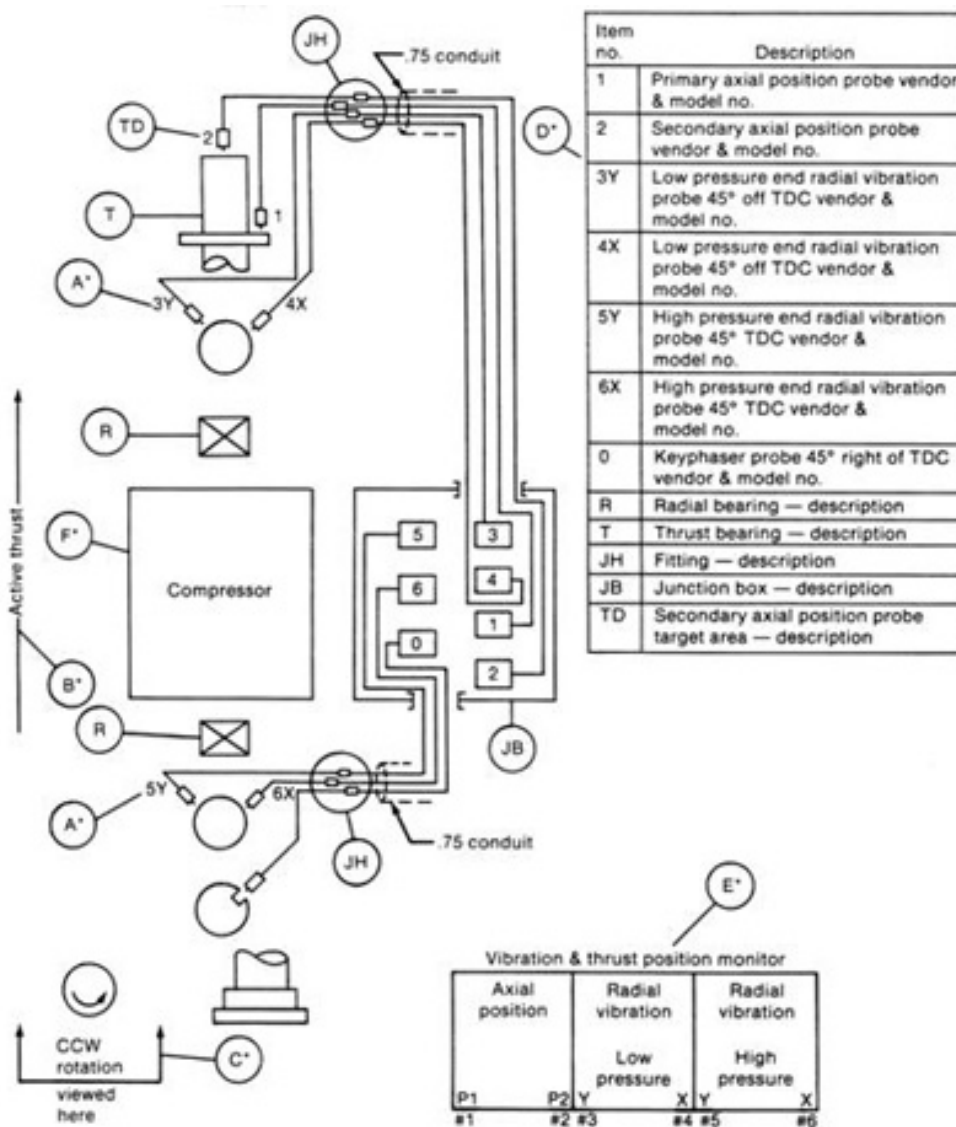 JH
.75 conduit
TD
2
D*
T
1
A*
3Y
4X
R
Active thrust
F*
Compressor
B*
R
5
3
6
4
0
1
2
JB
A*
5Y
6X
JH
.75 conduit
E*
CCW
rotation
viewed
here
C*
Vibration & thrust position monitor
Axial
position
P1 P2
#1 #2
Radial
vibration
Low
pressure
Y X
#3 #4
Radial
vibration
High
pressure
Y X
#5 #6
Item
no. Description
1 Primary axial position probe vendor
& model no.
2 Secondary axial position probe
vendor & model no.
3Y Low pressure end radial vibration
probe 45° off TDC vendor &
model no.
4X Low pressure end radial vibration
probe 45° off TDC vendor &
model no.
5Y High pressure end radial vibration
probe 45° TDC vendor &
model no.
6X High pressure end radial vibration
probe 45° TDC vendor &
model no.
0 Keyphaser probe 45° right of TDC
vendor & model no.
R Radial bearing — description
T Thrust bearing — description
JH Fitting — description
JB Junction box — description
TD Secondary axial position probe
target area — description